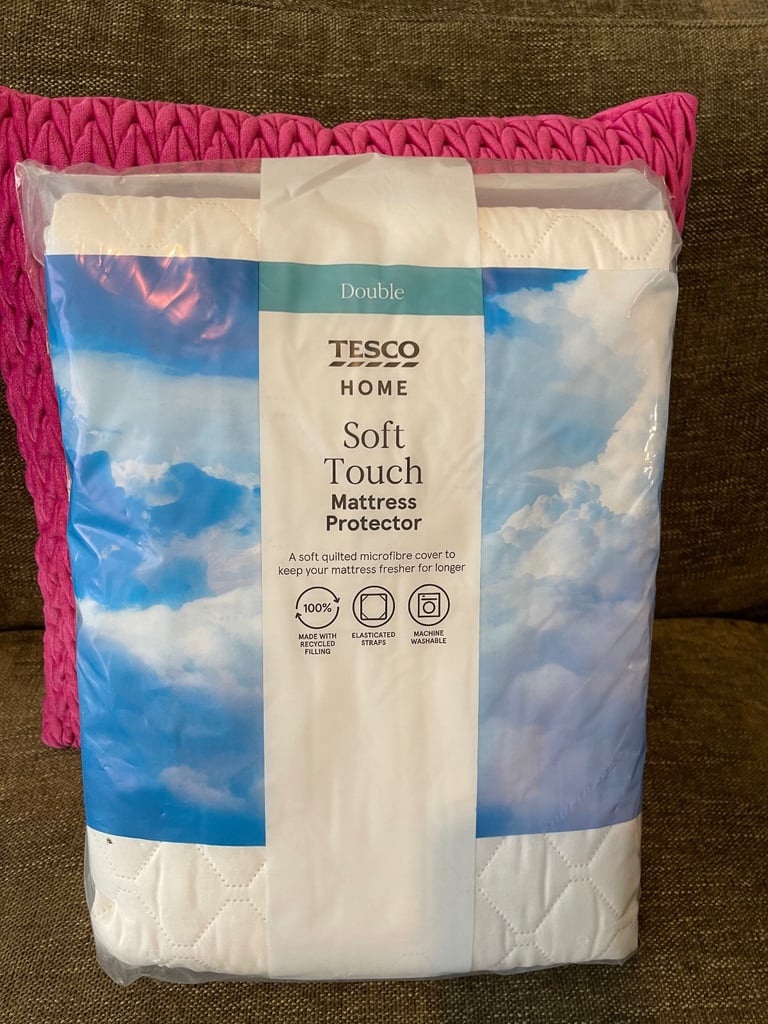 Double
TESCO
HOME
Soft
Touch
Mattress
Protector
A soft quilted microfibre cover to
keep your mattress fresher for longer
100%
MADE WITH
RECYCLED
FILLING
ELASTICATED
STRAPS
MACHINE
WASHABLE